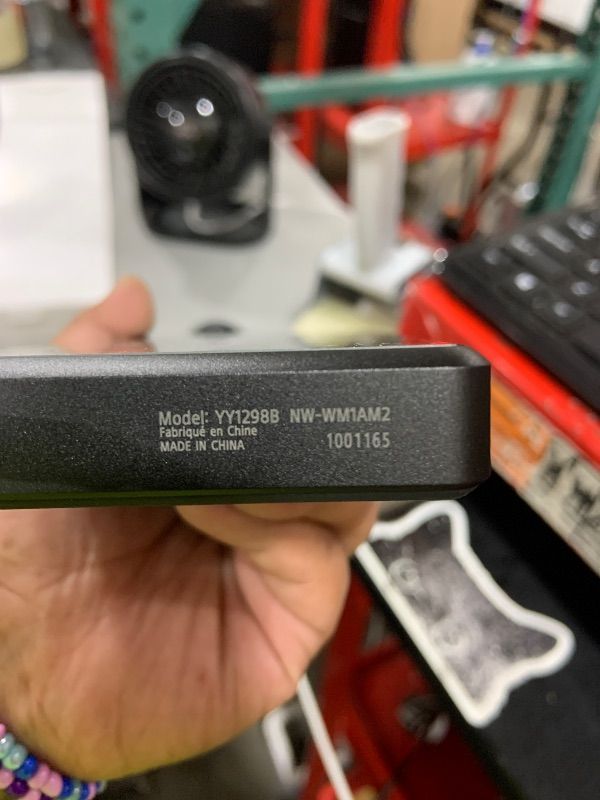 Model: YY1298B NW-WM1AM2
Fabriqué en Chine
MADE IN CHINA 1001165